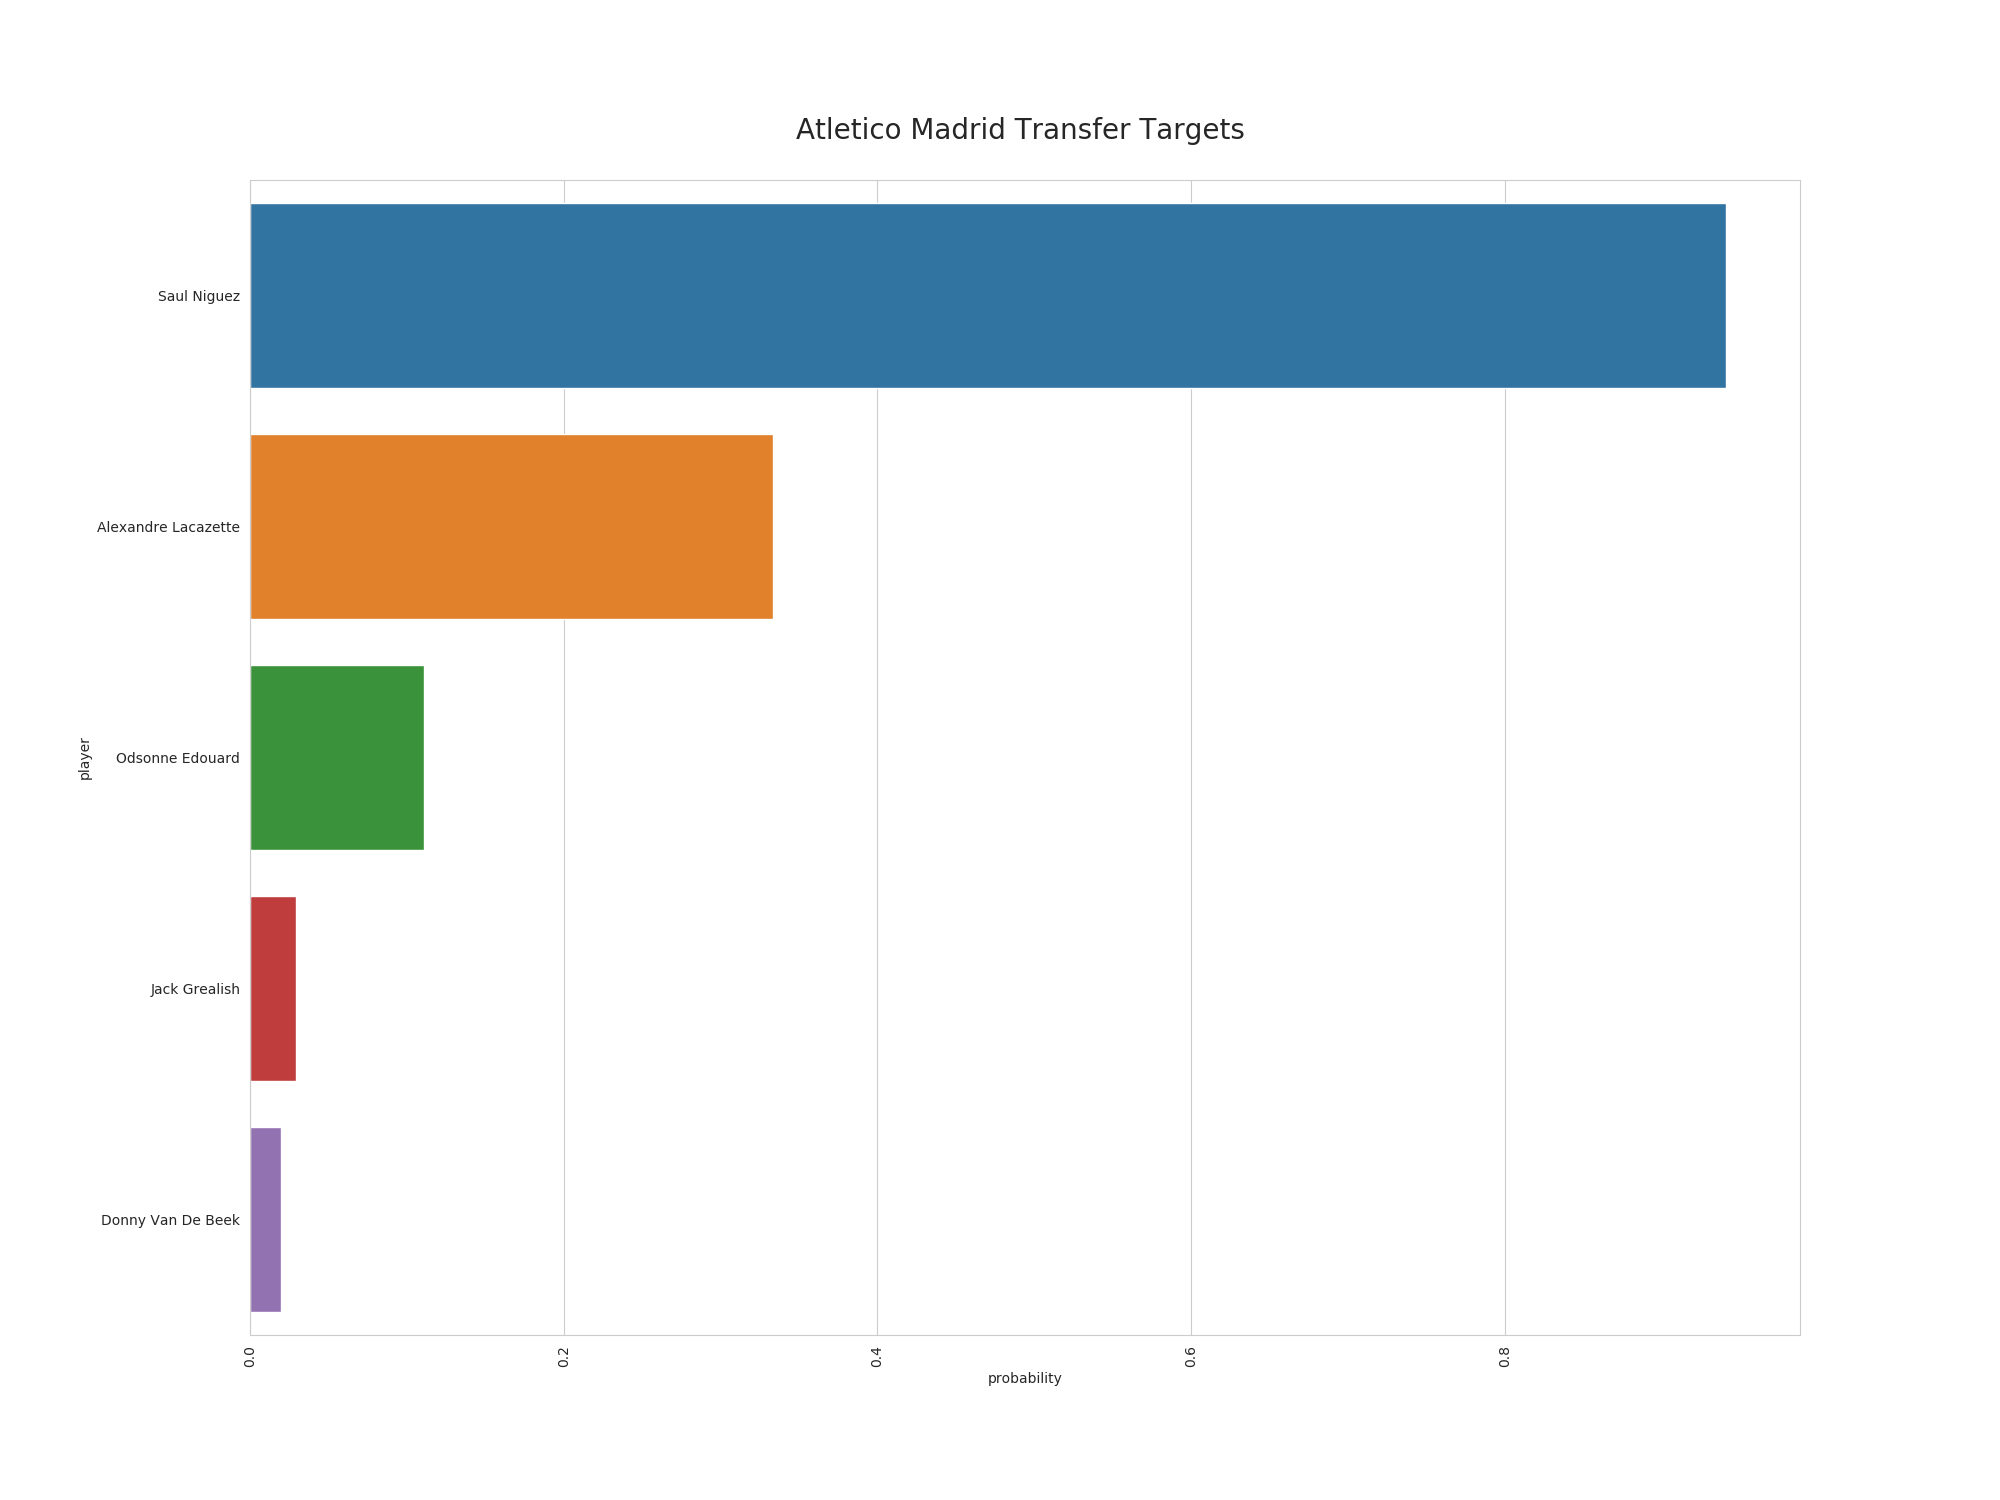 Atletico Madrid Transfer Targets
Saul Niguez
Alexandre Lacazette
Odsonne Edouard
Jack Grealish
Donny Van De Beek
player
0.0
0.2
0.4
0.6
0.8
probability